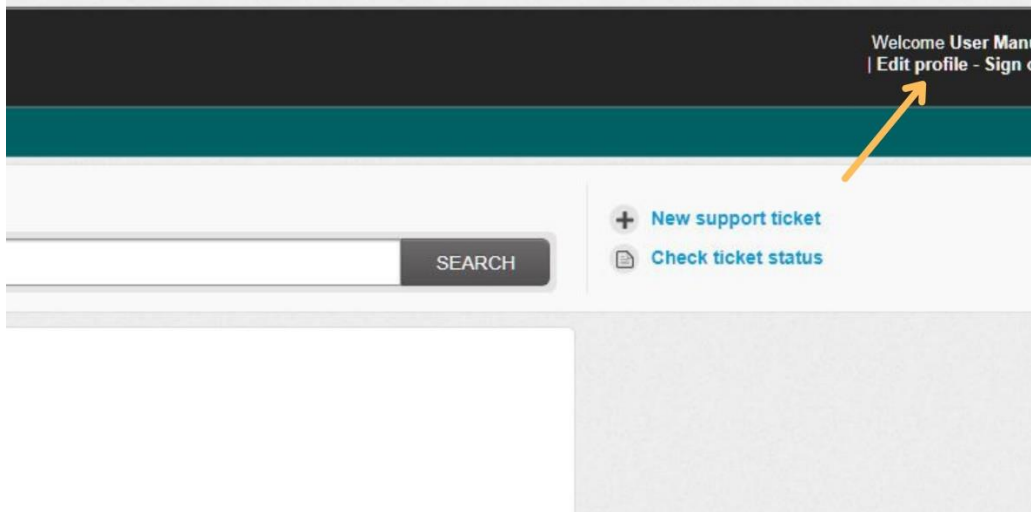 Welcome User
| Edit profile - Sign
SEARCH
New support ticket
Check ticket status